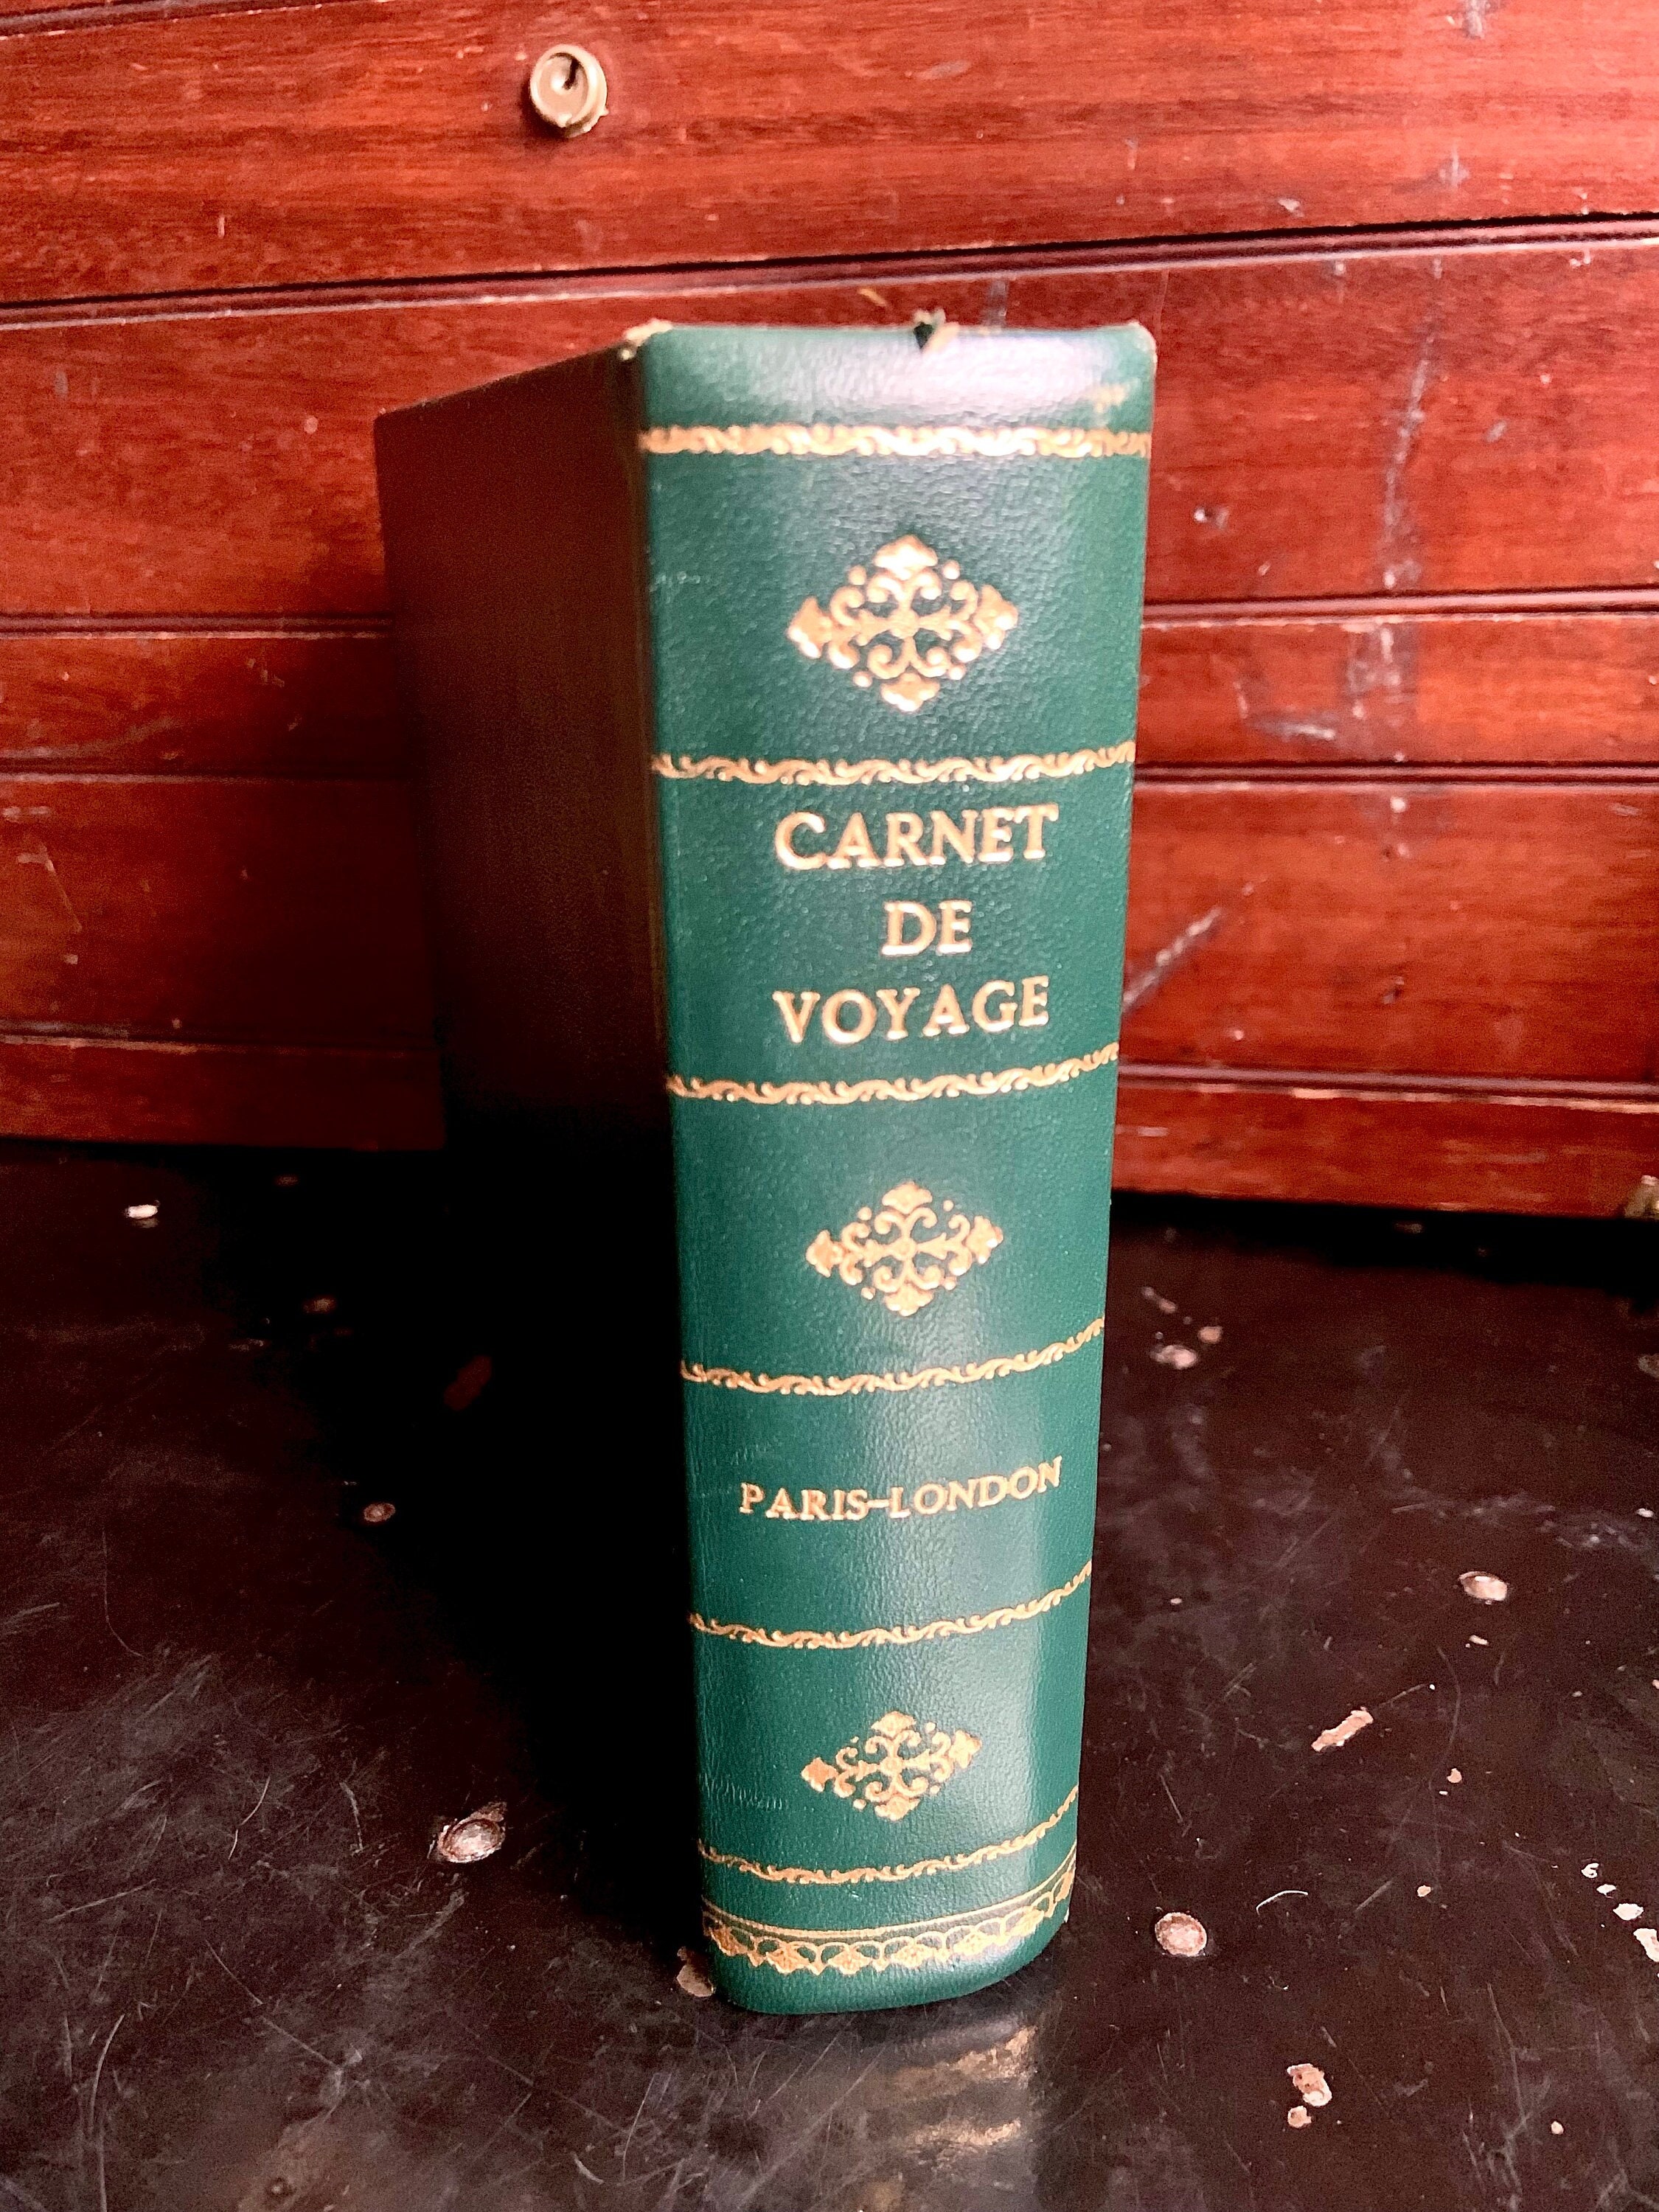 CARNET
DE
VOYAGE
PARIS-LONDON